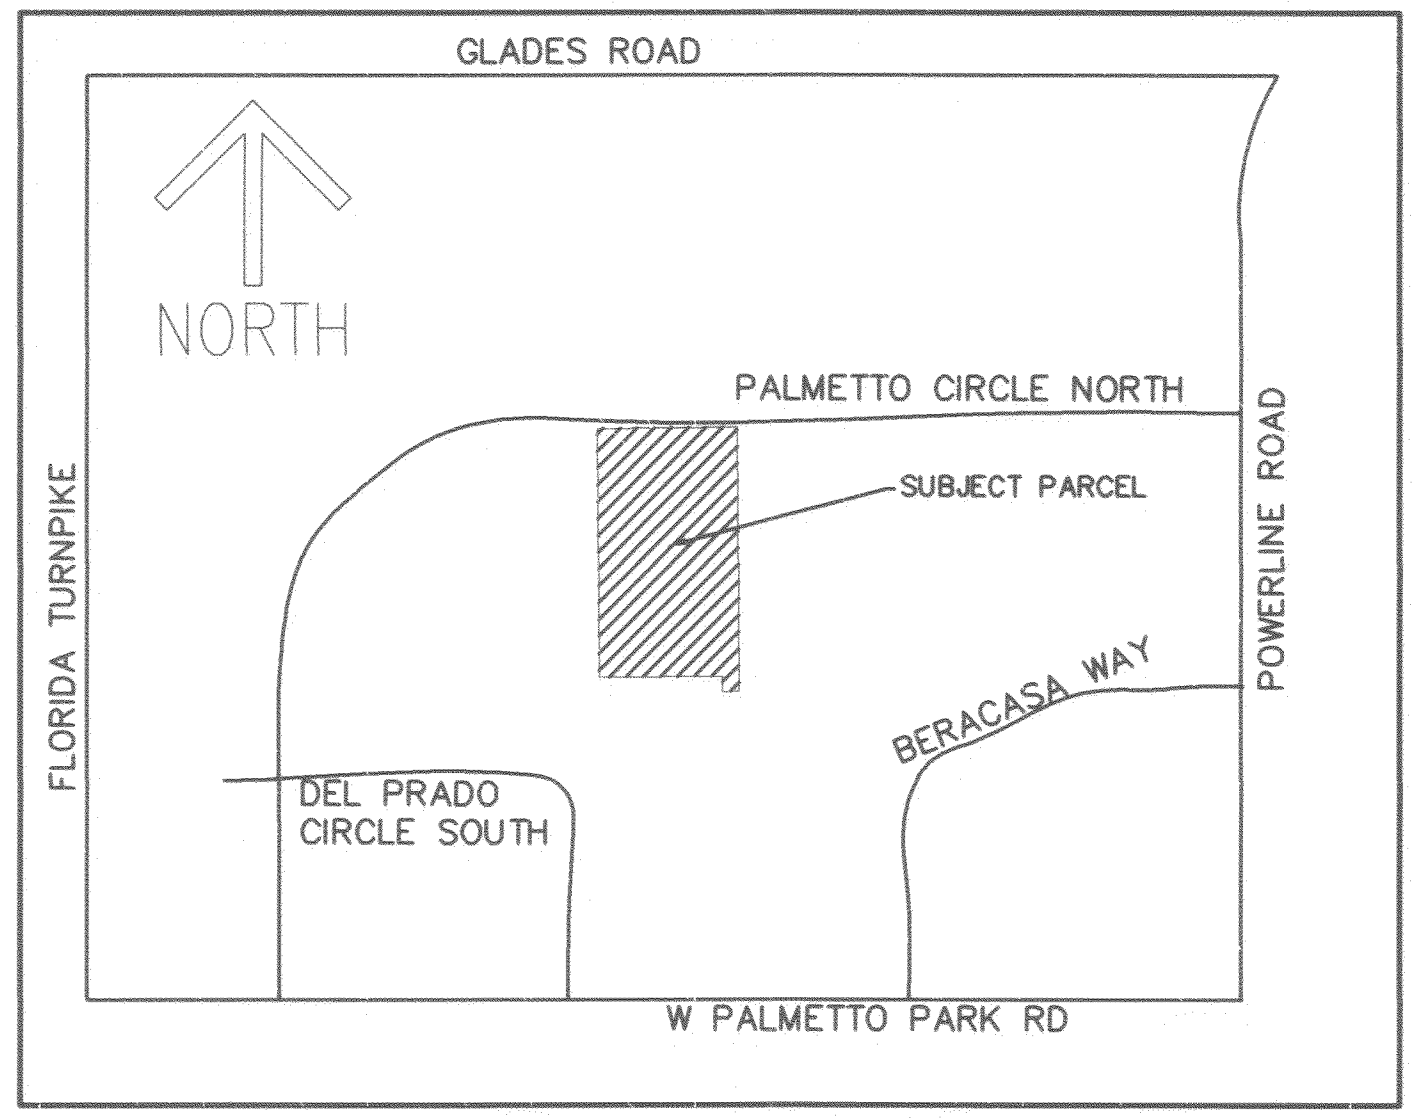 GLADES ROAD
NORTH
PALMETTO CIRCLE NORTH
SUBJECT PARCEL
FLORIDA TURNPIKE
POWERLINE ROAD
BERACASA WAY
DEL PRADO
CIRCLE SOUTH
W PALMETTO PARK RD